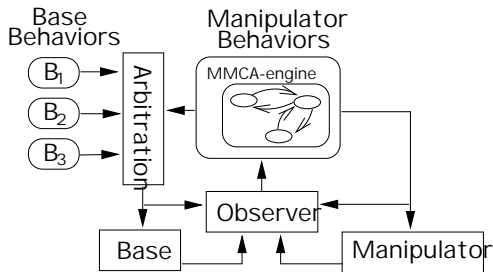 Base
Behaviors
Manipulator
Behaviors
B1
B2
B3
Arbitration
MMCA-engine
Observer
Base
Manipulator